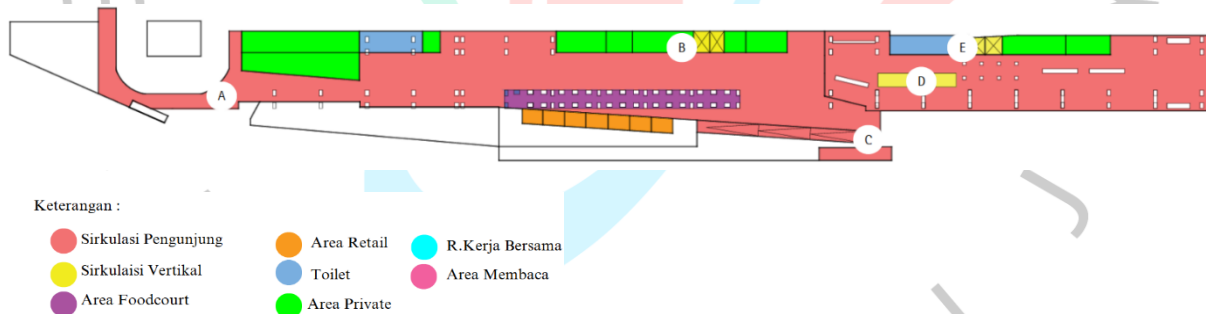 B
E
D
A
C
Keterangan :
Sirkulasi Pengunjung
Area Retail
R.Kerja Bersama
Sirkulaisi Vertikal
Toilet
Area Membaca
Area Foodcourt
Area Private